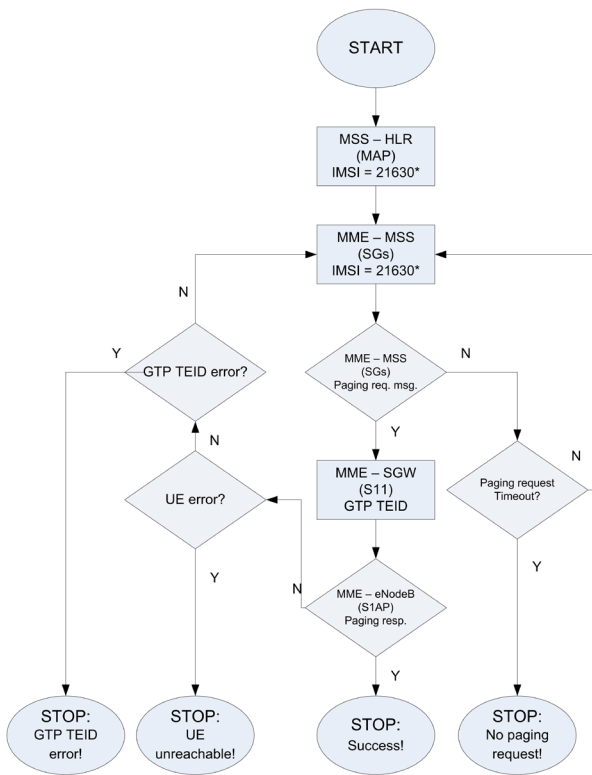 START
MSS – HLR
(MAP)
IMSI = 21630*
MME – MSS
(SGs)
IMSI = 21630*
N
Y
GTP TEID error?
MME – MSS
(SGs)
Paging req. msg.
N
Y
N
UE error?
MME – SGW
(S11)
GTP TEID
Paging request
Timeout?
N
Y
N
MME – eNodeB
(S1AP)
Paging resp.
Y
Y
STOP:
GTP TEID
error!
STOP:
UE
unreachable!
STOP:
Success!
STOP:
No paging
request!